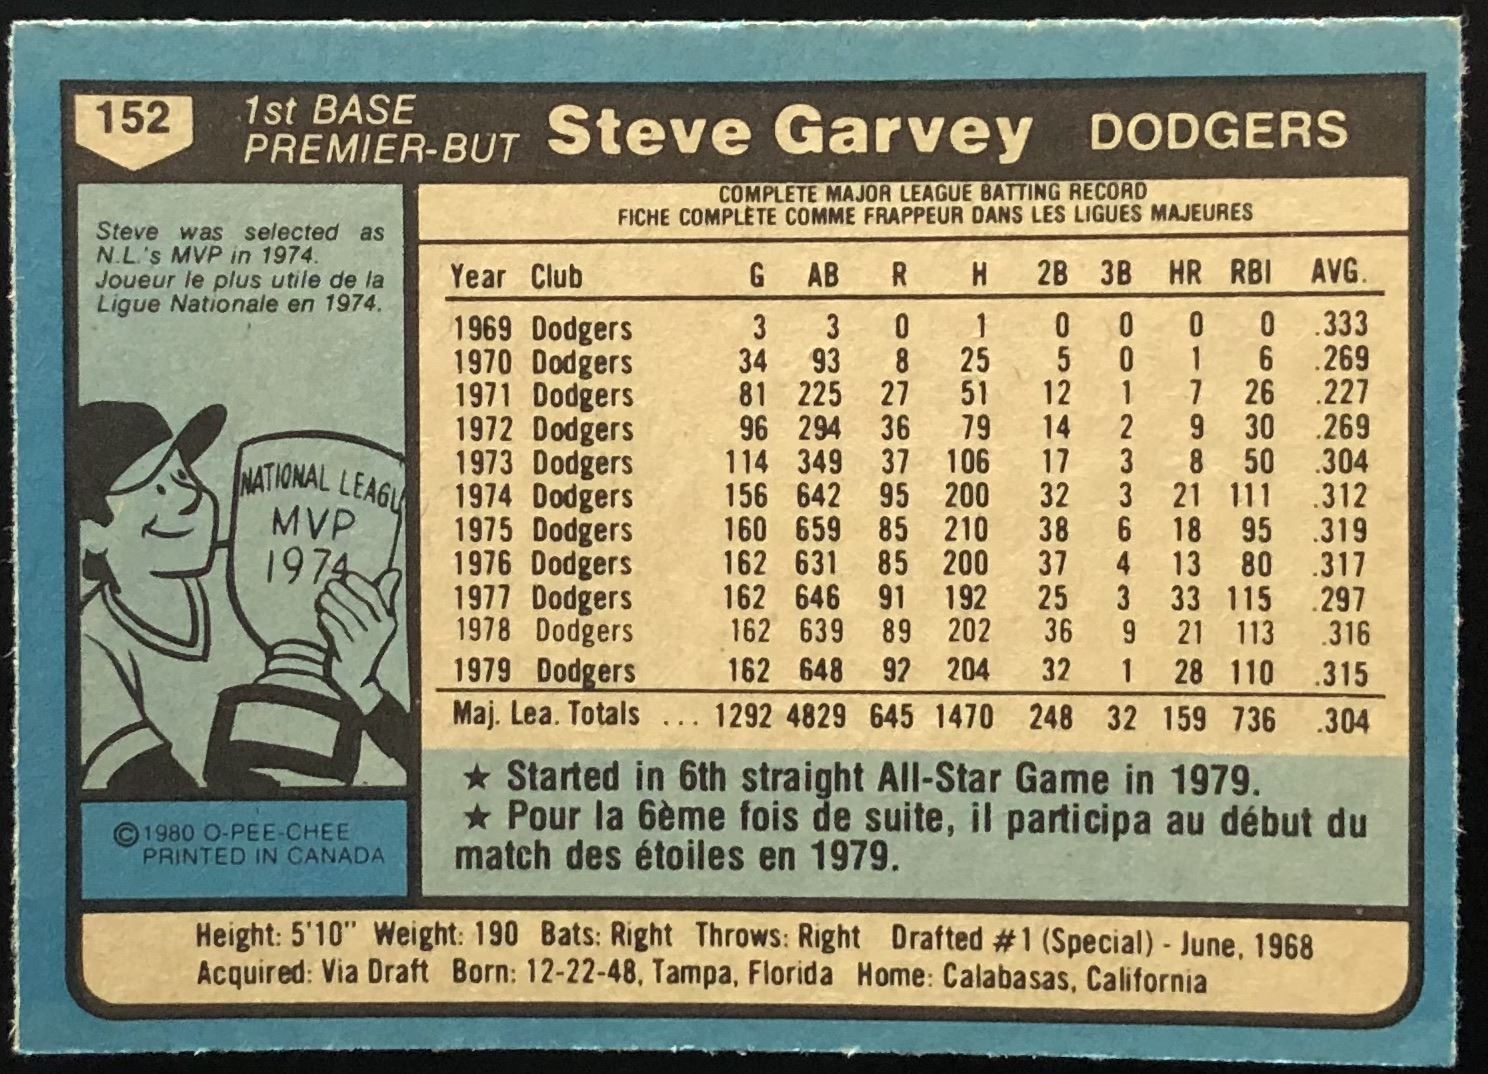 152
1st BASE
PREMIER-BUT
Steve Garvey
DODGERS
Steve was selected as
N.L.'s MVP in 1974.
Joueur le plus utile de la
Ligue Nationale en 1974.
NATIONAL LEAGU
MVP
1974
© 1980 O-PEE-CHEE
PRINTED IN CANADA
COMPLETE MAJOR LEAGUE BATTING RECORD
FICHE COMPLÈTE COMME FRAPPEUR DANS LES LIGUES MAJEURES
Year Club G AB R H 2B 3B HR RBI AVG.
1969 Dodgers 3 3 0 1 0 0 0 0 .333
1970 Dodgers 34 93 8 25 5 0 1 6 .269
1971 Dodgers 81 225 27 51 12 1 7 26 .227
1972 Dodgers 96 294 36 79 14 2 9 30 .269
1973 Dodgers 114 349 37 106 17 3 8 50 .304
1974 Dodgers 156 642 95 200 32 3 21 111 .312
1975 Dodgers 160 659 85 210 38 6 18 95 .319
1976 Dodgers 162 631 85 200 37 4 13 80 .317
1977 Dodgers 162 646 91 192 25 3 33 115 .297
1978 Dodgers 162 639 89 202 36 9 21 113 .316
1979 Dodgers 162 648 92 204 32 1 28 110 .315
Maj. Lea. Totals ... 1292 4829 645 1470 248 32 159 736 .304
★ Started in 6th straight All-Star Game in 1979.
★ Pour la 6ème fois de suite, il participa au début du
match des étoiles en 1979.
Height: 5'10" Weight: 190 Bats: Right Throws: Right Drafted #1 (Special) - June, 1968
Acquired: Via Draft Born: 12-22-48, Tampa, Florida Home: Calabasas, California